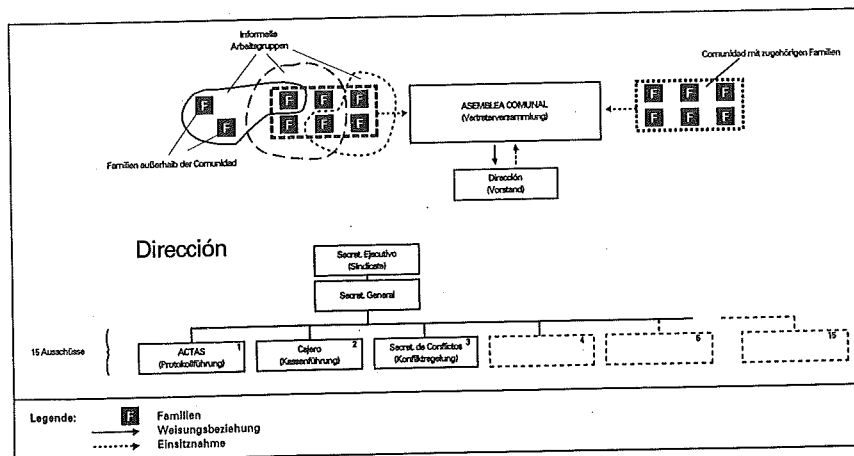 Informelle
Arbeitsgruppen
Comunidad mit zugehörigen Familien
F F F F F F F
F F F F
F F F F F F
ASEMBLEA COMUNAL
(Vertreterversammlung)
Familien außerhalb der Comunidad
Dirección
(Vorstand)
Dirección
Secret. Ejecutivo
(Sindicato)
Secret. General
15 Ausschüsse
ACTAS 1
(Protokollführung)
Cajero 2
(Kassenführung)
Secret. de Conflictos 3
(Konfliktregelung)
4
15
Legende:
F Familien
Weisungsbeziehung
Einsitznahme